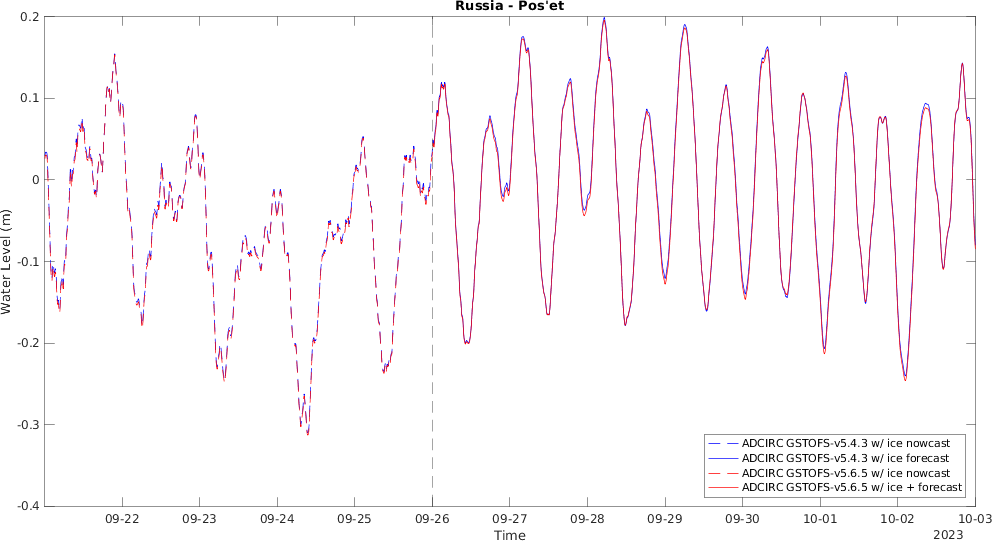 Russia - Pos'et
0.2
0.1
0
-0.1
-0.2
-0.3
-0.4
Water Level (m)
ADCIRC GSTOFS-v5.4.3 w/ ice nowcast
ADCIRC GSTOFS-v5.4.3 w/ ice forecast
ADCIRC GSTOFS-v5.6.5 w/ ice nowcast
ADCIRC GSTOFS-v5.6.5 w/ ice + forecast
09-22 09-23 09-24 09-25 09-26 09-27 09-28 09-29 09-30 10-01 10-02 10-03
Time
2023